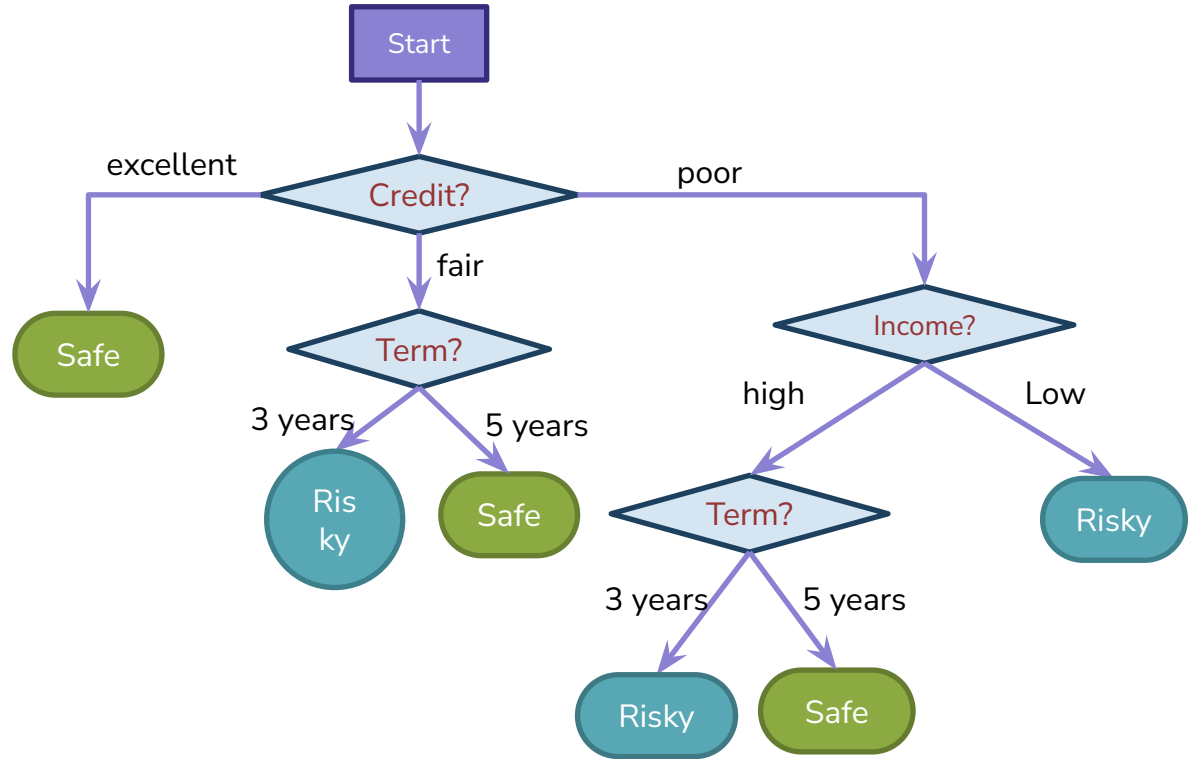 Start
excellent
Credit?
poor
fair
Safe
Term?
Income?
3 years
5 years
high
Low
Ris
ky
Safe
Term?
Risky
3 years
5 years
Risky
Safe